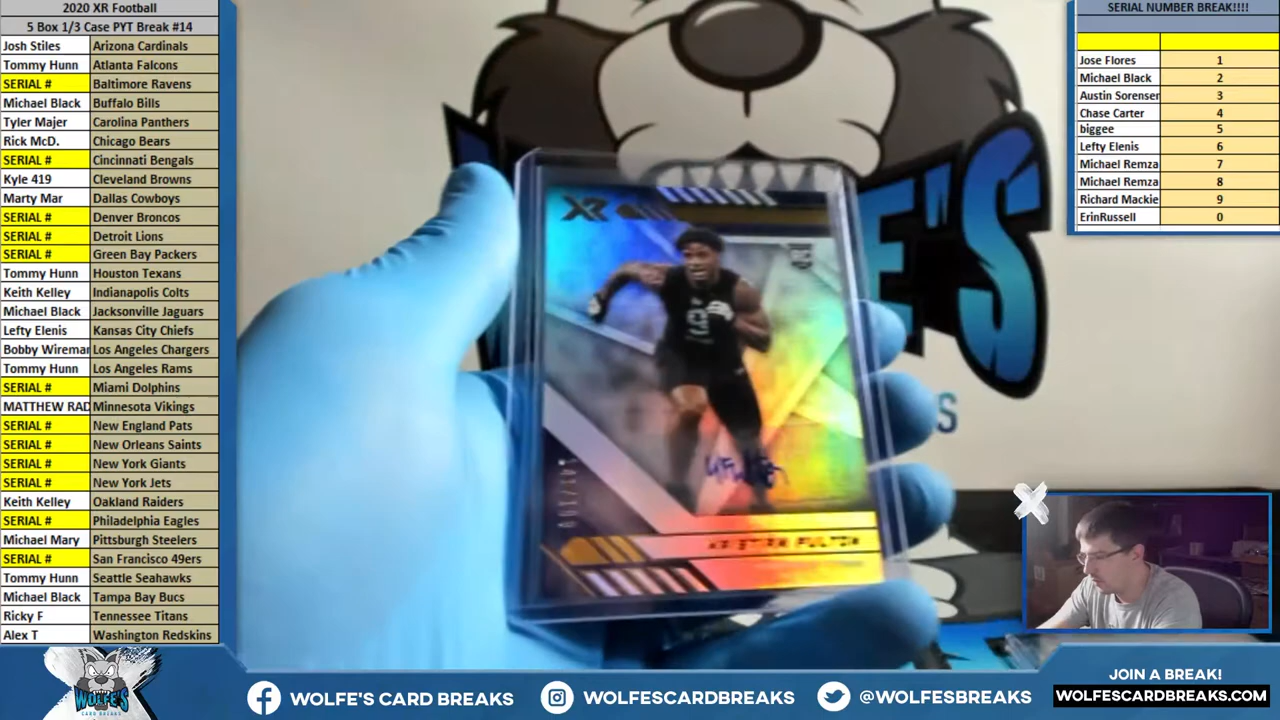 2020 XR Football
5 Box 1/3 Case PYT Break #14
Josh Stiles Arizona Cardinals
Tommy Hunn Atlanta Falcons
SERIAL # Baltimore Ravens
Michael Black Buffalo Bills
Tyler Majer Carolina Panthers
Rick McD. Chicago Bears
SERIAL # Cincinnati Bengals
Kyle 419 Cleveland Browns
Marty Mar Dallas Cowboys
SERIAL # Denver Broncos
SERIAL # Detroit Lions
SERIAL # Green Bay Packers
Tommy Hunn Houston Texans
Keith Kelley Indianapolis Colts
Michael Black Jacksonville Jaguars
Lefty Elenis Kansas City Chiefs
Bobby Wireman Los Angeles Chargers
Tommy Hunn Los Angeles Rams
SERIAL # Miami Dolphins
MATTHEW RAD Minnesota Vikings
SERIAL # New England Pats
SERIAL # New Orleans Saints
SERIAL # New York Giants
SERIAL # New York Jets
Keith Kelley Oakland Raiders
SERIAL # Philadelphia Eagles
Michael Mary Pittsburgh Steelers
SERIAL # San Francisco 49ers
Tommy Hunn Seattle Seahawks
Michael Black Tampa Bay Bucs
Ricky F Tennessee Titans
Alex T Washington Redskins
SERIAL NUMBER BREAK!!!!
Jose Flores 1
Michael Black 2
Austin Sorensen 3
Chase Carter 4
biggee 5
Lefty Elenis 6
Michael Remza 7
Michael Remza 8
Richard Mackie 9
ErinRussell 0
XR
RC
KRISTIAN FULTON
E'S
S
WOLFE'S
CARD BREAKS
WOLFE'S CARD BREAKS
WOLFESCARDBREAKS
@WOLFESBREAKS
JOIN A BREAK!
WOLFESCARDBREAKS.COM